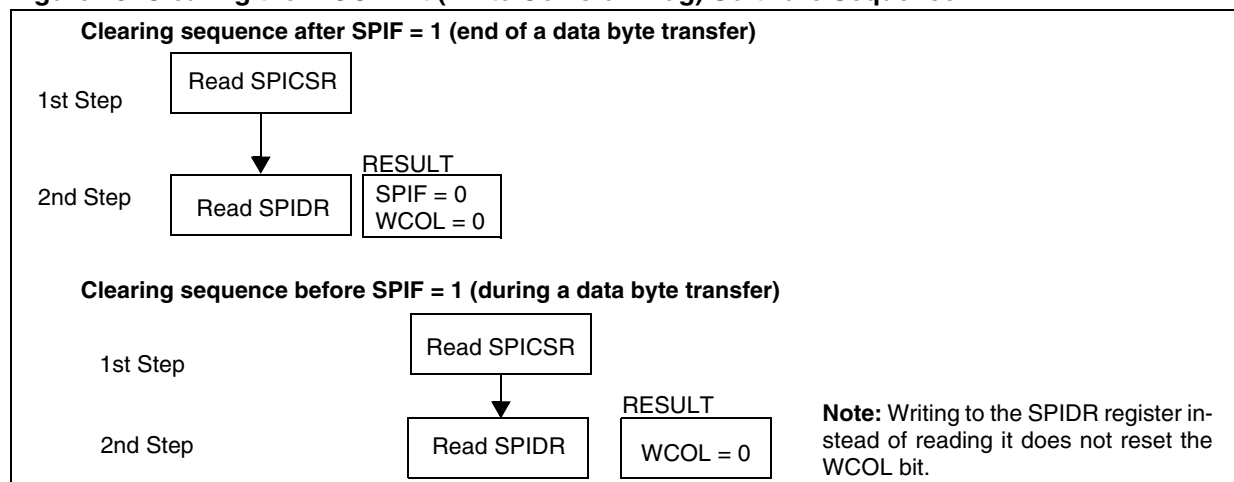 Clearing sequence after SPIF = 1 (end of a data byte transfer)
1st Step
Read SPICSR
2nd Step
Read SPIDR
RESULT
SPIF = 0
WCOL = 0
Clearing sequence before SPIF = 1 (during a data byte transfer)
1st Step
Read SPICSR
2nd Step
Read SPIDR
RESULT
WCOL = 0
Note: Writing to the SPIDR register in-
stead of reading it does not reset the
WCOL bit.